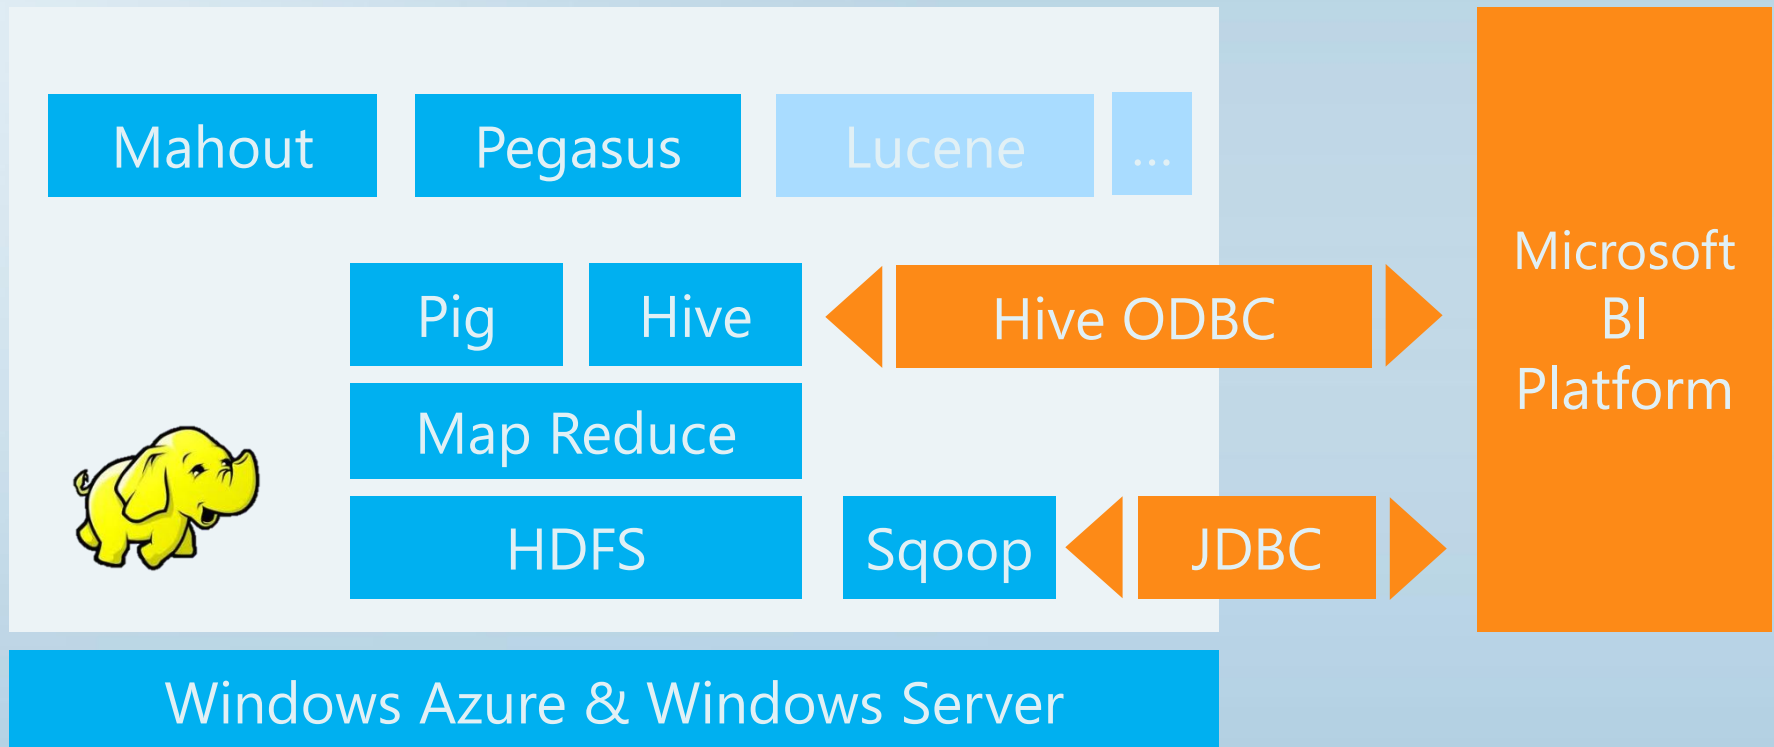 Mahout
Pegasus
Lucene
...
Pig
Hive
Hive ODBC
Microsoft
BI
Platform
Map Reduce
HDFS
Sqoop
JDBC
Windows Azure & Windows Server